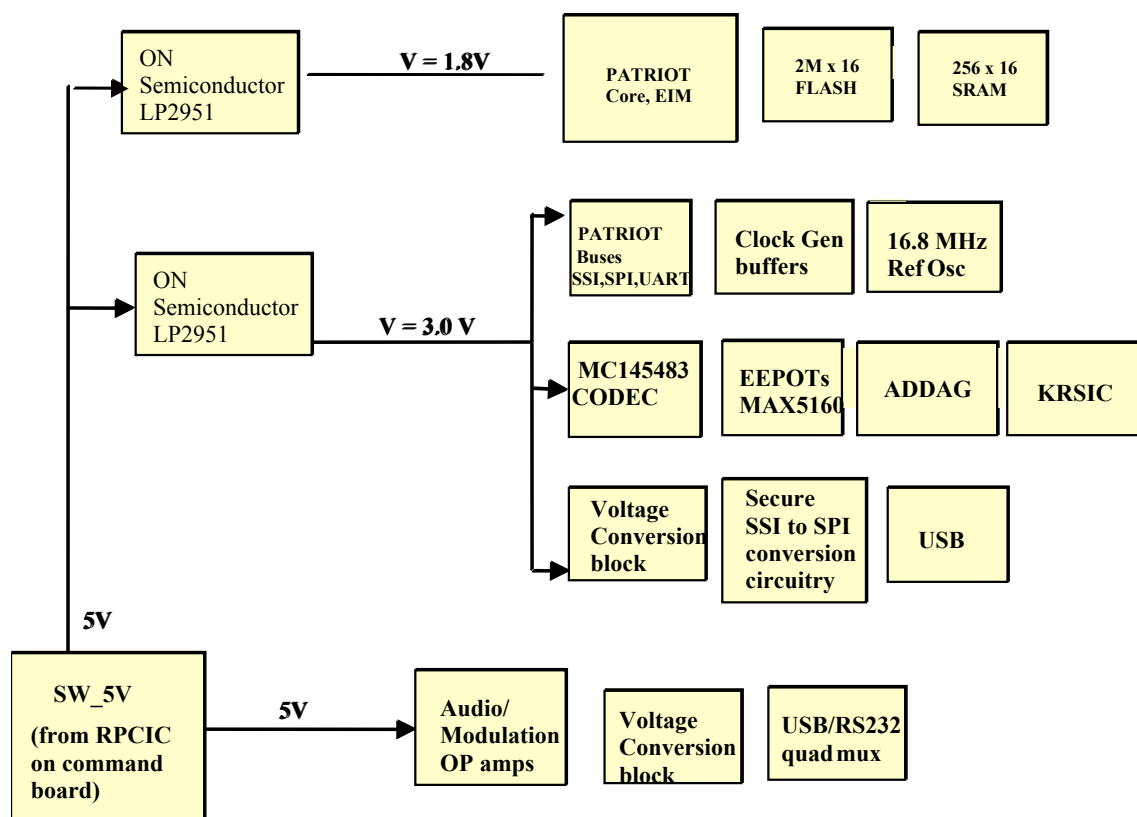 ON
Semiconductor
LP2951
V = 1.8V
PATRIOT
Core, EIM
2M x 16
FLASH
256 x 16
SRAM
ON
Semiconductor
LP2951
V = 3.0 V
PATRIOT
Buses
SSI,SPI,UART
Clock Gen
buffers
16.8 MHz
Ref Osc
MC145483
CODEC
EEPOTs
MAX5160
ADDAG
KRSIC
Voltage
Conversion
block
Secure
SSI to SPI
conversion
circuitry
USB
5V
SW_5V
(from RPCIC
on command
board)
5V
Audio/
Modulation
OP amps
Voltage
Conversion
block
USB/RS232
quad mux